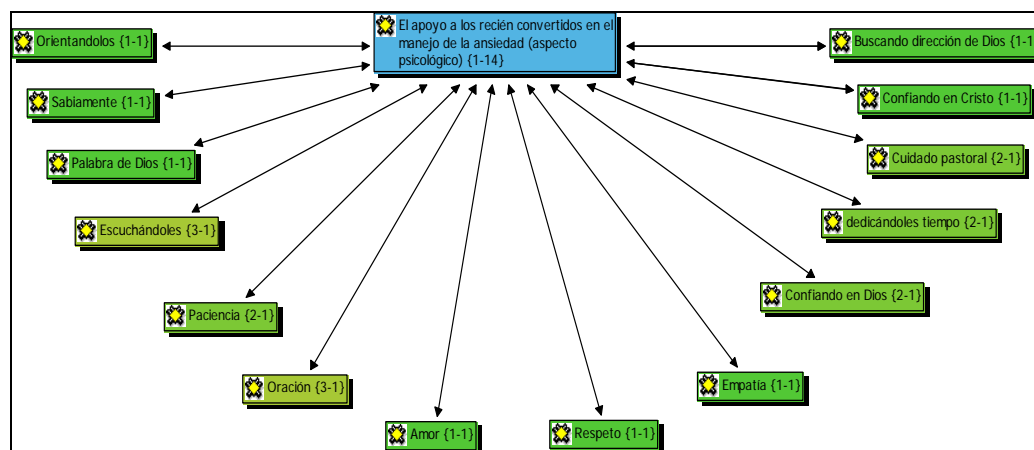 El apoyo a los recién convertidos en el
manejo de la ansiedad (aspecto
psicológico) {1-14}
Orientandolos {1-1}
Buscando dirección de Dios {1-1
Sabiamente {1-1}
Confiando en Cristo {1-1}
Palabra de Dios {1-1}
Cuidado pastoral {2-1}
Escuchándoles {3-1}
dedicándoles tiempo {2-1}
Paciencia {2-1}
Confiando en Dios {2-1}
Oración {3-1}
Empatía {1-1}
Amor {1-1}
Respeto {1-1}